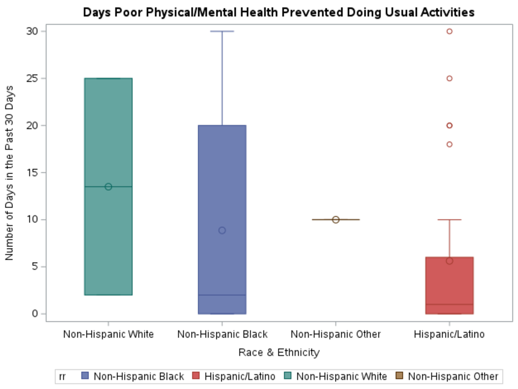 Days Poor Physical/Mental Health Prevented Doing Usual Activities
Number of Days in the Past 30 Days
30
25
20
15
10
5
0
Non-Hispanic White Non-Hispanic Black Non-Hispanic Other Hispanic/Latino
Race & Ethnicity
rr Non-Hispanic Black Hispanic/Latino Non-Hispanic White Non-Hispanic Other